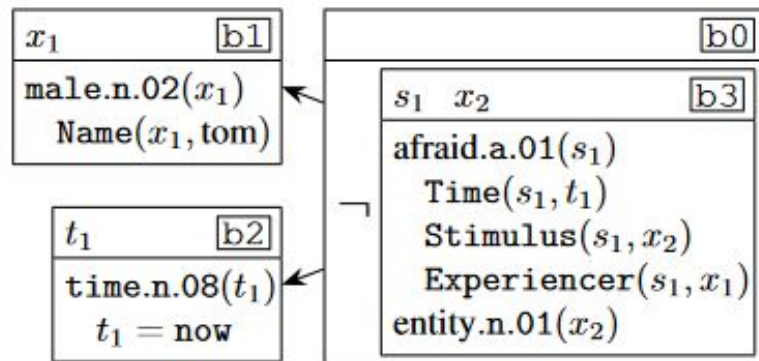 x₁ b1
male.n.02(x₁)
Name(x₁, tom)
t₁ b2
time.n.08(t₁)
t₁ = now
b0
¬
s₁ x₂ b3
afraid.a.01(s₁)
Time(s₁, t₁)
Stimulus(s₁, x₂)
Experiencer(s₁, x₁)
entity.n.01(x₂)